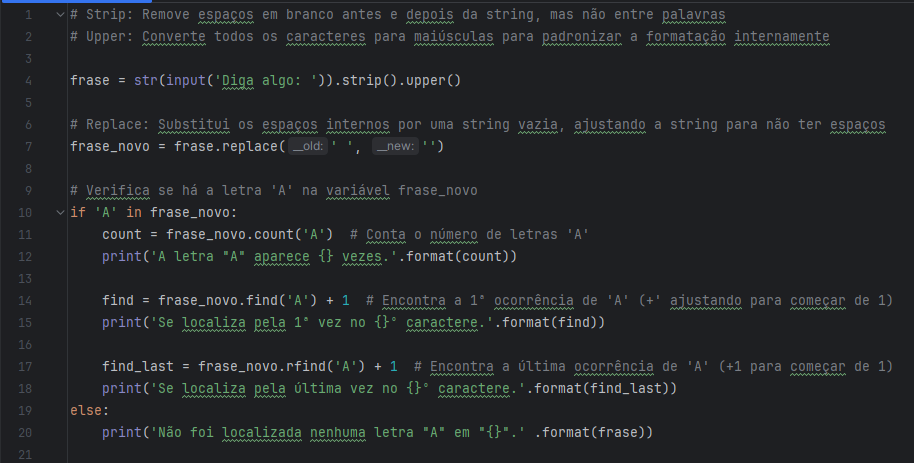 1 # Strip: Remove espaços em branco antes e depois da string, mas não entre palavras
2 # Upper: Converte todos os caracteres para maiúsculas para padronizar a formatação internamente
3
4 frase = str(input('Diga algo: ')).strip().upper()
5
6 # Replace: Substitui os espaços internos por uma string vazia, ajustando a string para não ter espaços
7 frase_novo = frase.replace( __old: ' ', __new: '')
8
9 # Verifica se há a letra 'A' na variável frase_novo
10 if 'A' in frase_novo:
11 count = frase_novo.count('A')  # Conta o número de letras 'A'
12 print('A letra "A" aparece {} vezes.'.format(count))
13
14 find = frase_novo.find('A') + 1  # Encontra a 1ª ocorrência de 'A' (+' ajustando para começar de 1)
15 print('Se localiza pela 1ª vez no {}° caractere.'.format(find))
16
17 find_last = frase_novo.rfind('A') + 1  # Encontra a última ocorrência de 'A' (+1 para começar de 1)
18 print('Se localiza pela última vez no {}° caractere.'.format(find_last))
19 else:
20 print('Não foi localizada nenhuma letra "A" em "{}".' .format(frase))
21